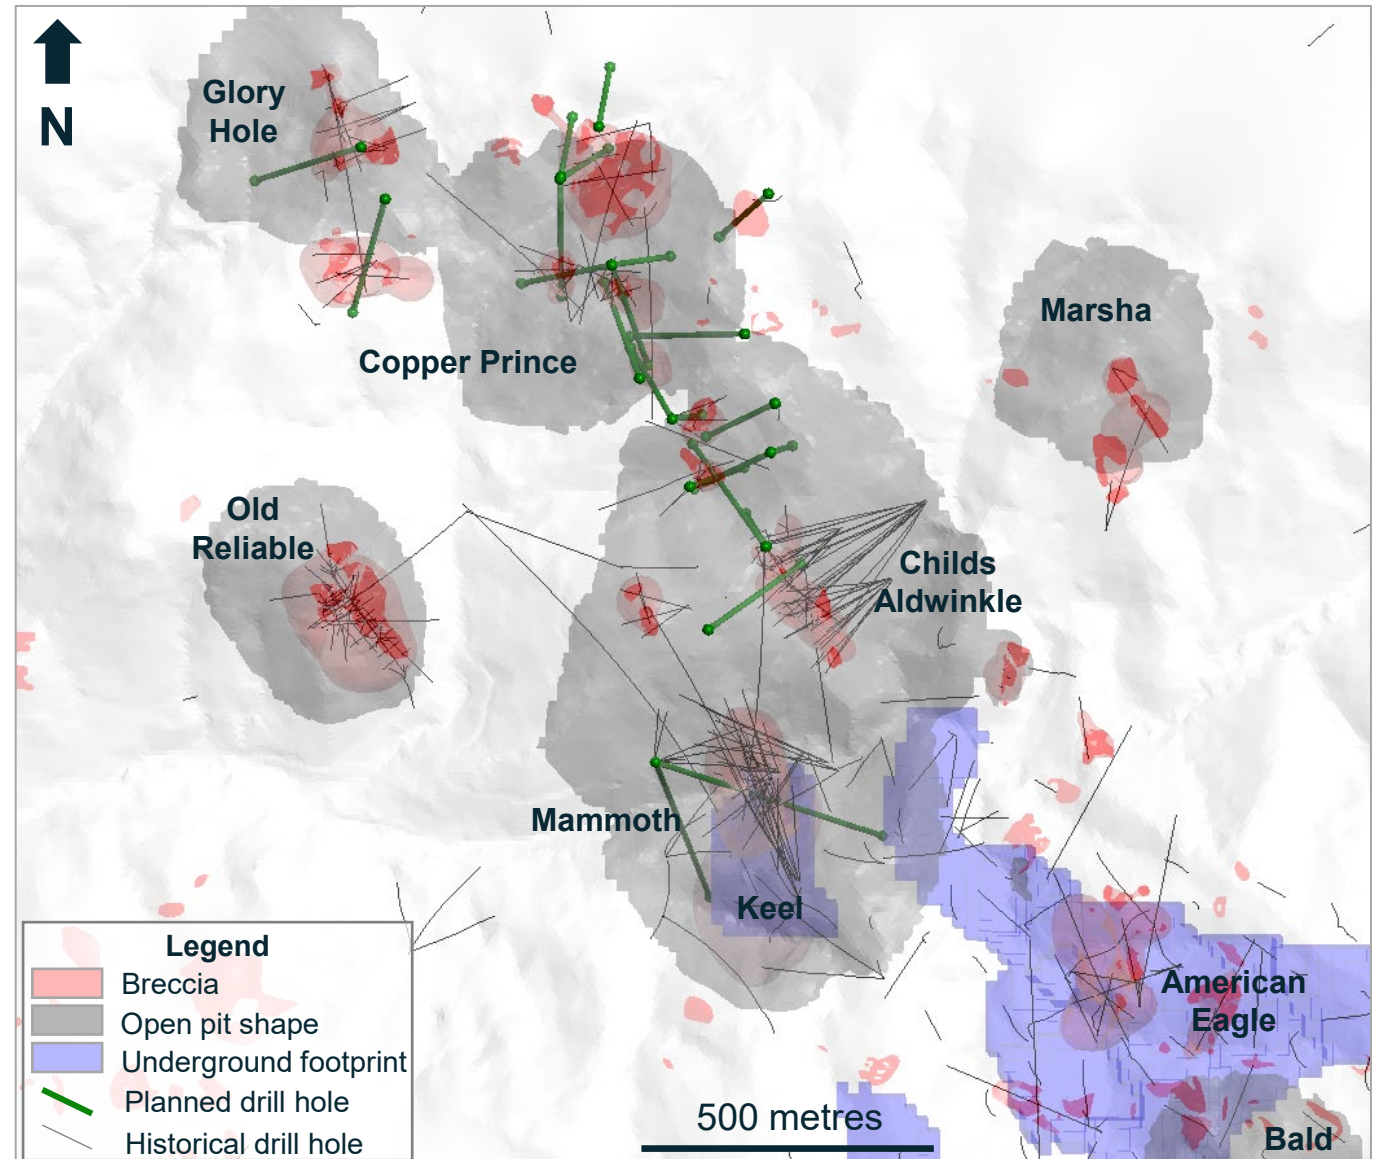 N
Glory
Hole
Marsha
Copper Prince
Old
Reliable
Childs
Aldwinkle
Mammoth
Keel
American
Eagle
Bald
Legend
Breccia
Open pit shape
Underground footprint
Planned drill hole
Historical drill hole
500 metres